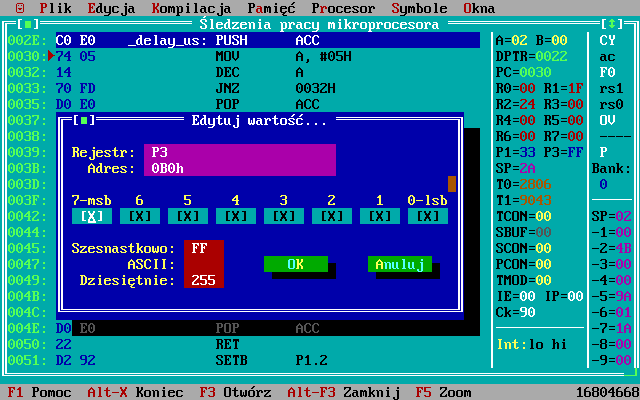 Plik Edycja Kompilacja Pamięć Procesor Symbole Okna
Śledzenia pracy mikroprocesora
002E: C0 E0 _delay_us: PUSH ACC
0030: 74 05 MOV A, #05H
0032: 14 DEC A
0033: 70 FD JNZ 0032H
0035: D0 E0 POP ACC
0037:
0038:
0039:
003B:
003D:
003F:
0042:
0044:
0045:
0047:
0049:
004B:
004C:
004E: D0 E0 POP ACC
0050: 22 RET
0051: D2 92 SETB P1.2
Edytuj wartość...
Rejestr: P3
Adres: 0B0h
7-msb 6 5 4 3 2 1 0-lsb
[X] [X] [X] [X] [X] [X] [X] [X]
Szesnastkowo: FF
ASCII:
Dziesiętnie: 255
OK Anuluj
A=02 B=00
DPTR=0022
PC=0030
R0=00 R1=1F
R2=24 R3=00
R4=00 R5=00
R6=00 R7=00
P1=33 P3=FF
SP=2A
T0=2D06
T1=9043
TCON=00
SBUF=00
SCON=00
PCON=00
TMOD=00
IE=00 IP=00
Ck=90
Int:lo hi
CY
ac
F0
rs1
rs0
OV
----
P
Bank:
0
SP=02
-1=00
-2=4B
-3=00
-4=00
-5=9A
-6=01
-7=1A
-8=00
-9=00
F1 Pomoc Alt-X Koniec F3 Otwórz Alt-F3 Zamknij F5 Zoom 16804668